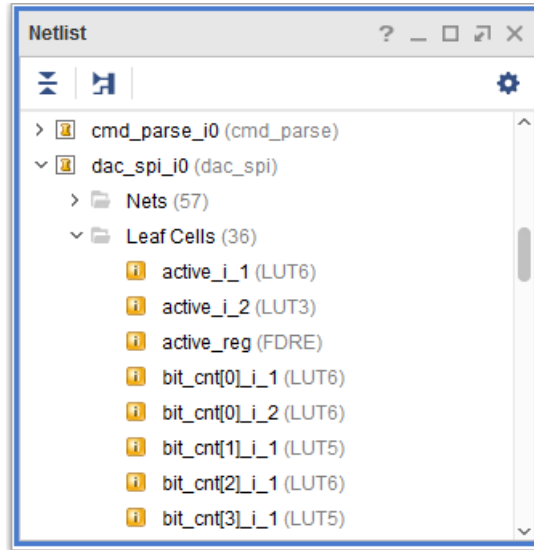 Netlist
cmd_parse_i0 (cmd_parse)
dac_spi_i0 (dac_spi)
Nets (57)
Leaf Cells (36)
active_i_1 (LUT6)
active_i_2 (LUT3)
active_reg (FDRE)
bit_cnt[0]_i_1 (LUT6)
bit_cnt[0]_i_2 (LUT6)
bit_cnt[1]_i_1 (LUT5)
bit_cnt[2]_i_1 (LUT6)
bit_cnt[3]_i_1 (LUT5)